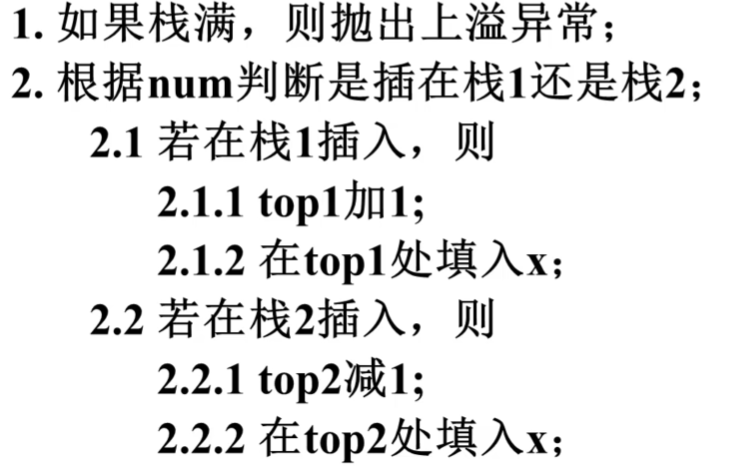 1. 如果栈满，则抛出上溢异常；
2. 根据num判断是插在栈1还是栈2；
2.1 若在栈1插入，则
2.1.1 top1加1;
2.1.2 在top1处填入x；
2.2 若在栈2插入，则
2.2.1 top2减1;
2.2.2 在top2处填入x；